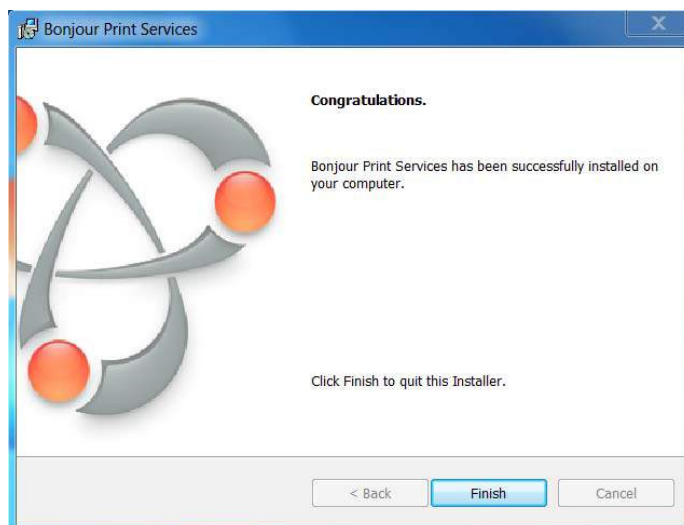 Bonjour Print Services
X
Congratulations.
Bonjour Print Services has been successfully installed on
your computer.
Click Finish to quit this Installer.
< Back
Finish
Cancel